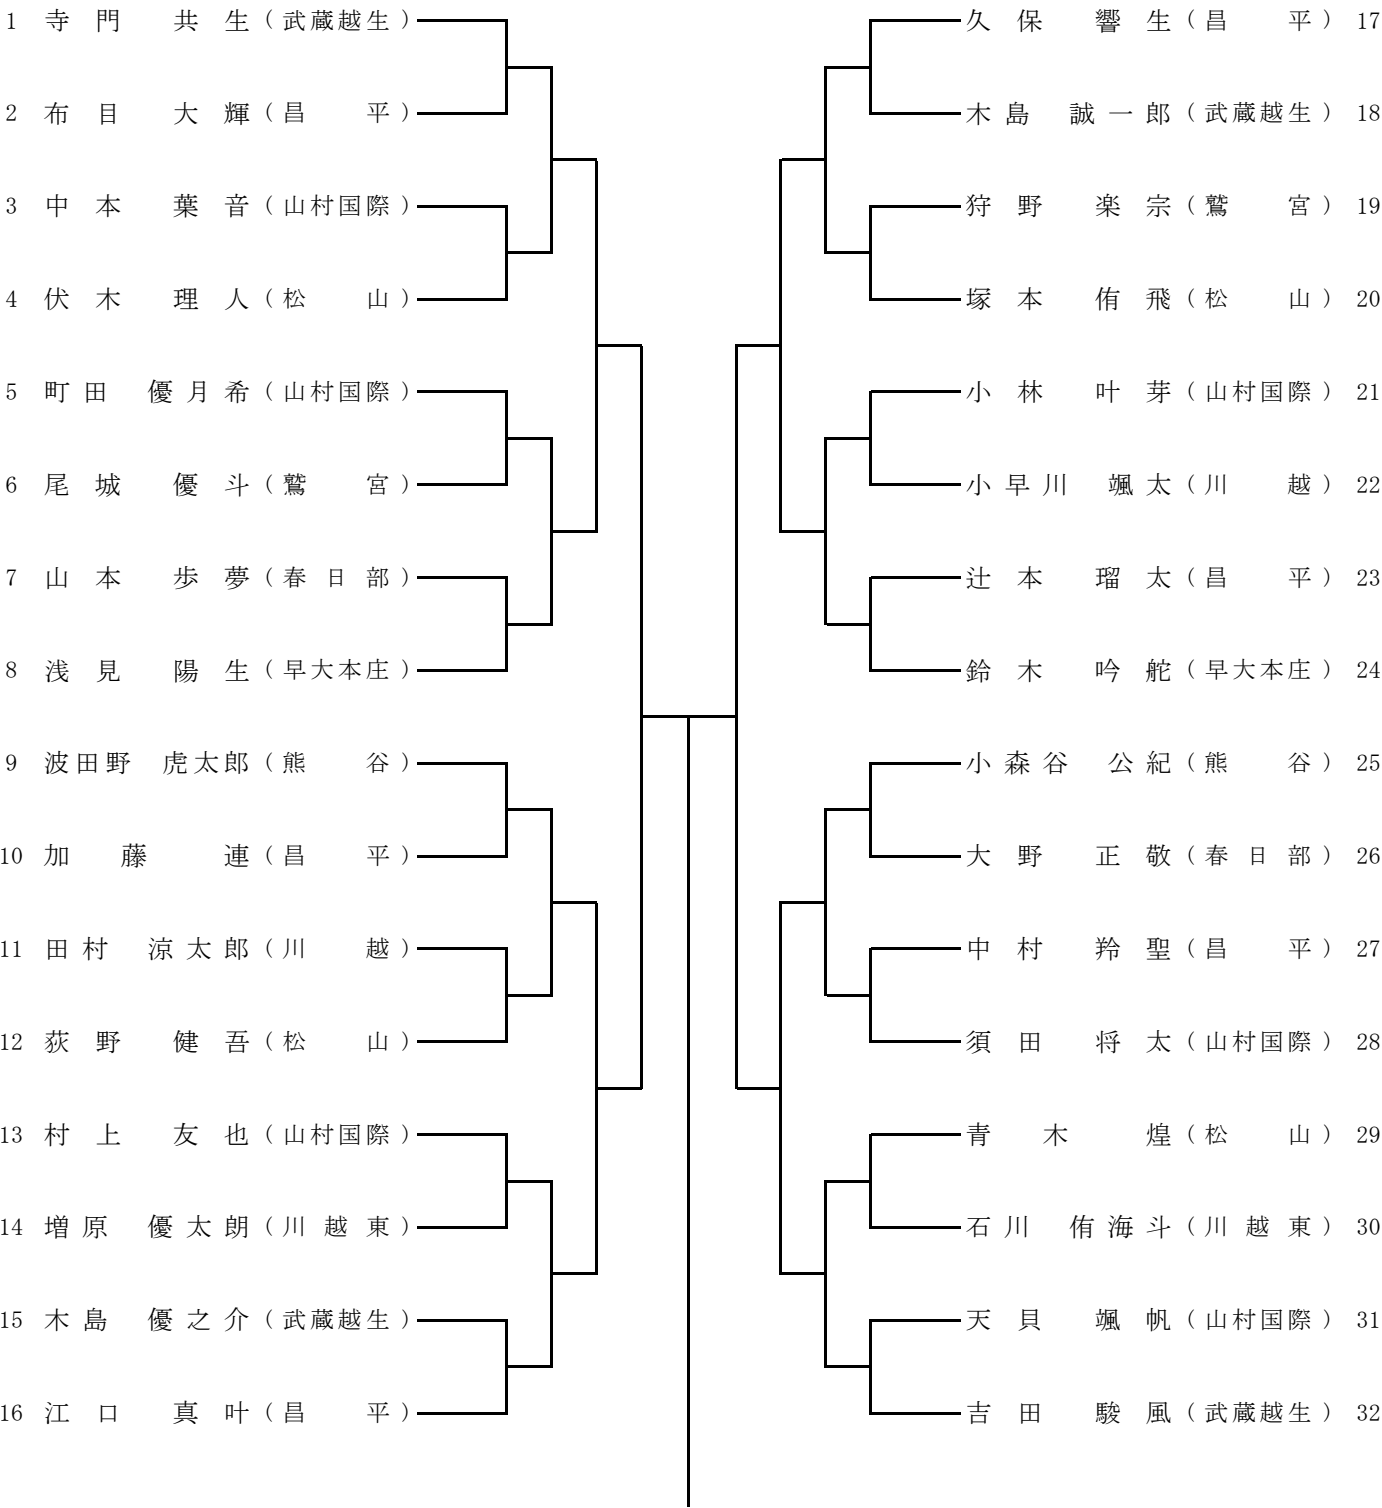 1 寺門 共生（武蔵越生）
2 布目 大輝（昌平）
3 中本 葉音（山村国際）
4 伏木 理人（松山）
5 町田 優月希（山村国際）
6 尾城 優斗（鷲宮）
7 山本 歩夢（春日部）
8 浅見 陽生（早大本庄）
9 波田野 虎太郎（熊谷）
10 加藤 連（昌平）
11 田村 涼太郎（川越）
12 荻野 健吾（松山）
13 村上 友也（山村国際）
14 増原 優太朗（川越東）
15 木島 優之介（武蔵越生）
16 江口 真叶（昌平）
久保 響生（昌平）17
木島 誠一郎（武蔵越生）18
狩野 楽宗（鷲宮）19
塚本 侑飛（松山）20
小林 叶芽（山村国際）21
小早川 颯太（川越）22
辻本 瑠太（昌平）23
鈴木 吟舵（早大本庄）24
小森谷 公紀（熊谷）25
大野 正敬（春日部）26
中村 羚聖（昌平）27
須田 将太（山村国際）28
青木 煌（松山）29
石川 侑海斗（川越東）30
天貝 颯帆（山村国際）31
吉田 駿風（武蔵越生）32